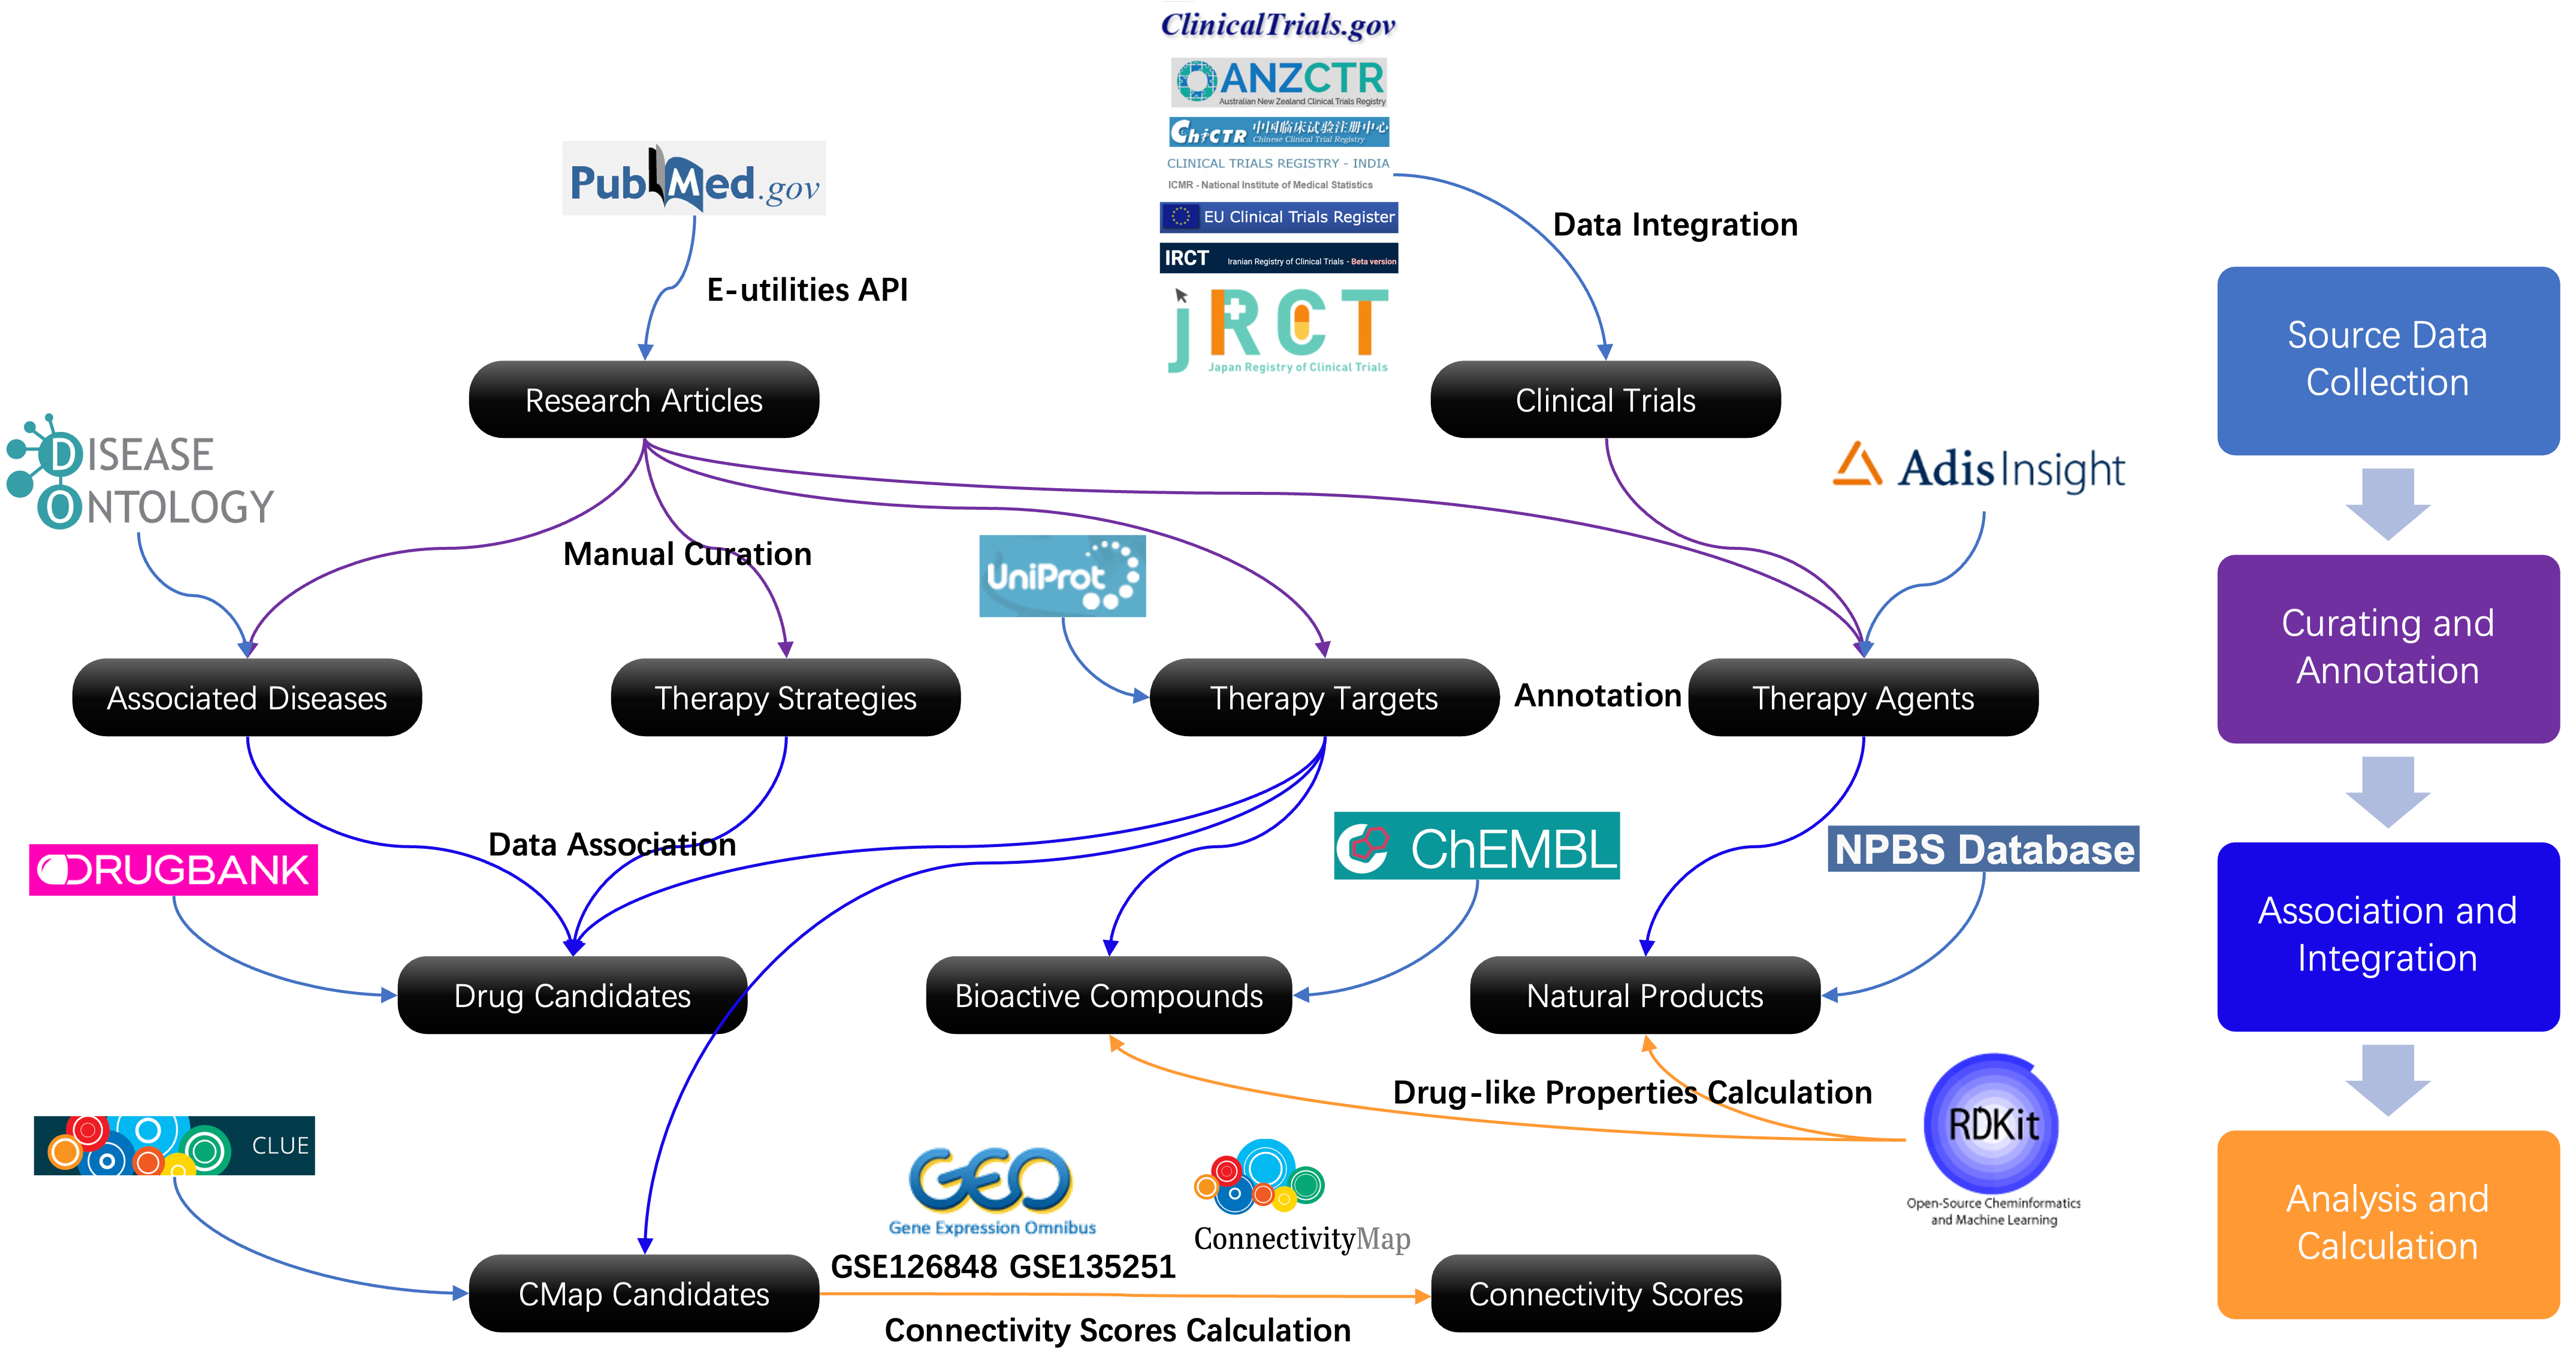 ClinicalTrials.gov
ANZCTR
Australian New Zealand Clinical Trials Registry
ChiCTR 中国临床试验注册中心
Chinese Clinical Trial Registry
CLINICAL TRIALS REGISTRY - INDIA
ICMR - National Institute of Medical Statistics
EU Clinical Trials Register
IRCT Iranian Registry of Clinical Trials - Beta version
jRCT
Japan Registry of Clinical Trials
PubMed.gov
Data Integration
E-utilities API
Source Data
Collection
Research Articles
Clinical Trials
DISEASE
ONTOLOGY
AdisInsight
Manual Curation
UniProt
Curating and
Annotation
Associated Diseases
Therapy Strategies
Therapy Targets
Annotation
Therapy Agents
DRUGBANK
Data Association
ChEMBL
NPBS Database
Association and
Integration
Drug Candidates
Bioactive Compounds
Natural Products
Drug-like Properties Calculation
RDKit
Open-Source Cheminformatics
and Machine Learning
CLUE
GEO
Gene Expression Omnibus
ConnectivityMap
GSE126848 GSE135251
CMap Candidates
Connectivity Scores
Connectivity Scores Calculation
Analysis and
Calculation